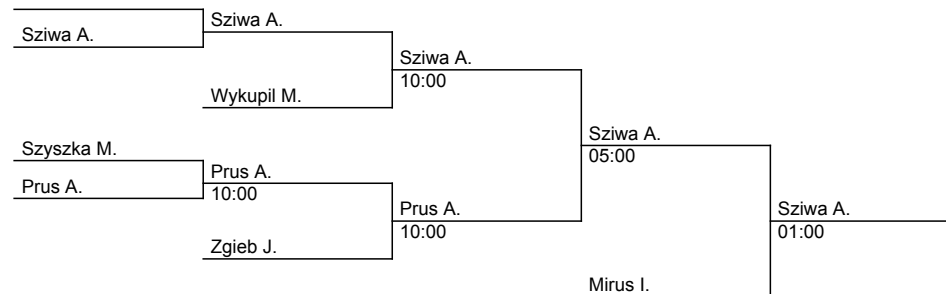 Sziwa A.
Sziwa A.
Sziwa A.
10:00
Wykupil M.
Szyszka M.
Sziwa A.
05:00
Prus A.
Prus A.
10:00
Prus A.
10:00
Sziwa A.
01:00
Zgieb J.
Mirus I.